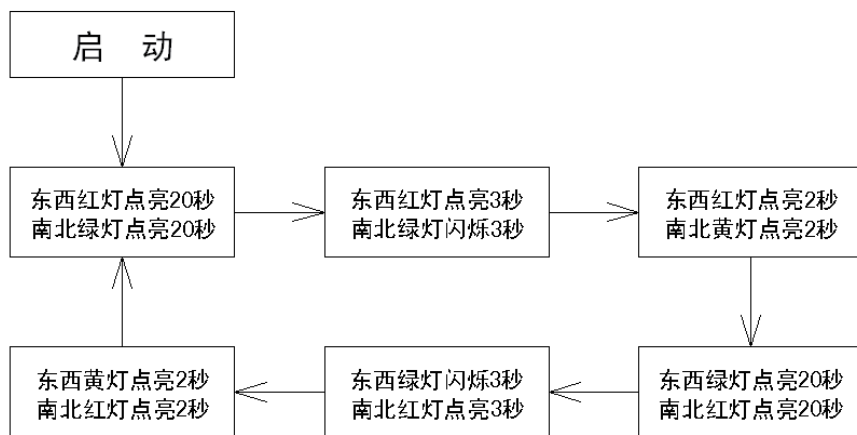 启 动
东西红灯点亮20秒
南北绿灯点亮20秒
东西红灯点亮3秒
南北绿灯闪烁3秒
东西红灯点亮2秒
南北黄灯点亮2秒
东西黄灯点亮2秒
南北红灯点亮2秒
东西绿灯闪烁3秒
南北红灯点亮3秒
东西绿灯点亮20秒
南北红灯点亮20秒